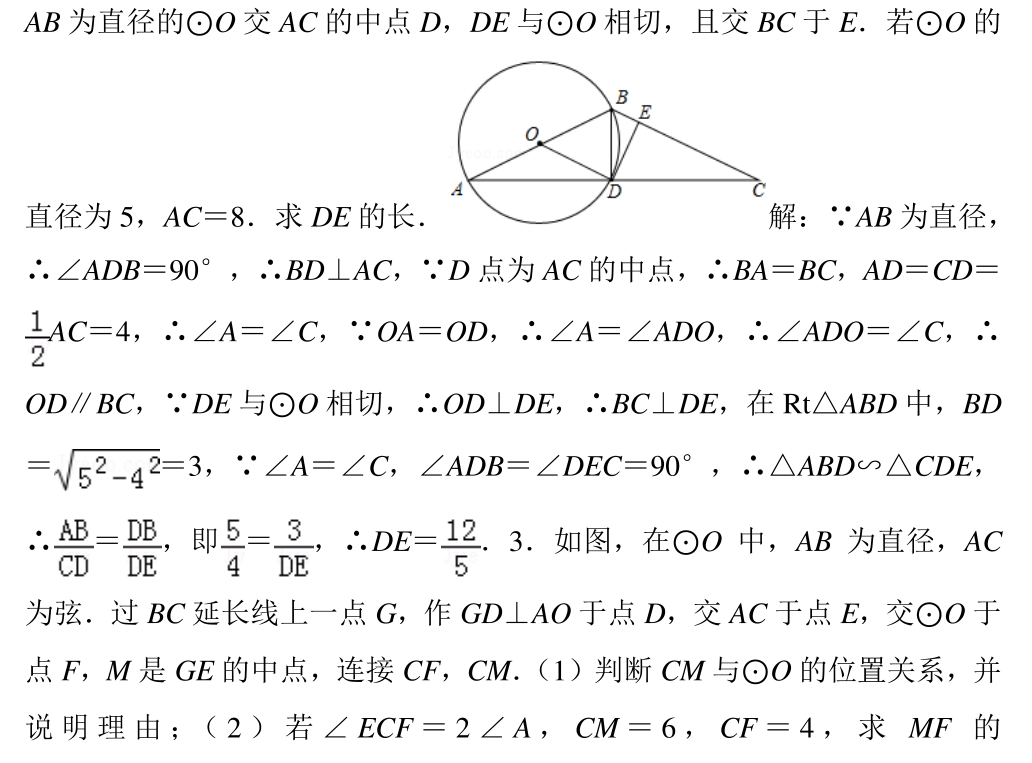 AB 为直径的⊙O 交 AC 的中点 D，DE 与⊙O 相切，且交 BC 于 E．若⊙O 的
B
E
O
A
D
C
直径为 5，AC＝8．求 DE 的长． 解：∵AB 为直径，
∴∠ADB＝90°，∴BD⊥AC，∵D 点为 AC 的中点，∴BA＝BC，AD＝CD＝
1/2 AC＝4，∴∠A＝∠C，∵OA＝OD，∴∠A＝∠ADO，∴∠ADO＝∠C，∴
OD∥BC，∵DE 与⊙O 相切，∴OD⊥DE，∴BC⊥DE，在 Rt△ABD 中，BD
＝√(5²-4²)＝3，∵∠A＝∠C，∠ADB＝∠DEC＝90°，∴△ABD∽△CDE，
∴AB/CD＝DB/DE，即5/4＝3/DE，∴DE＝12/5．3．如图，在⊙O 中，AB 为直径，AC
为弦．过 BC 延长线上一点 G，作 GD⊥AO 于点 D，交 AC 于点 E，交⊙O 于
点 F，M 是 GE 的中点，连接 CF，CM．（1）判断 CM 与⊙O 的位置关系，并
说明理由；（2）若∠ECF＝2∠A，CM＝6，CF＝4，求 MF 的